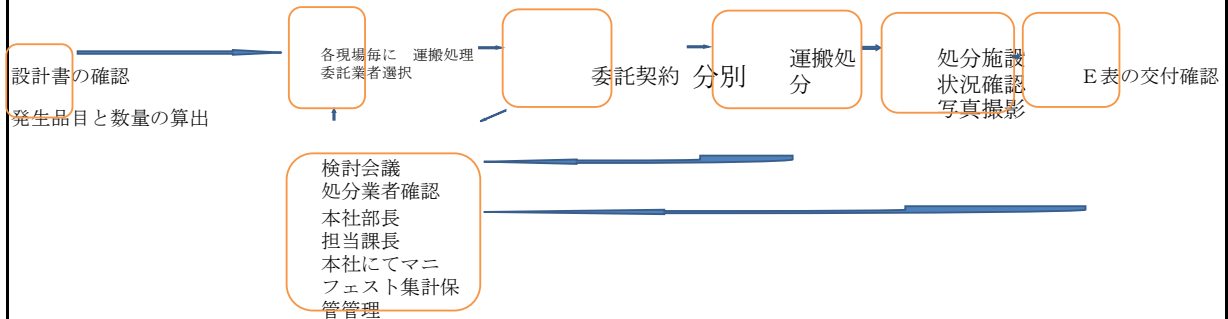 設計書の確認
発生品目と数量の算出
各現場毎に 運搬処理
委託業者選択
委託契約 分別
運搬処
分
処分施設
状況確認
写真撮影
E表の交付確認
検討会議
処分業者確認
本社部長
担当課長
本社にてマニ
フェスト集計保
管管理